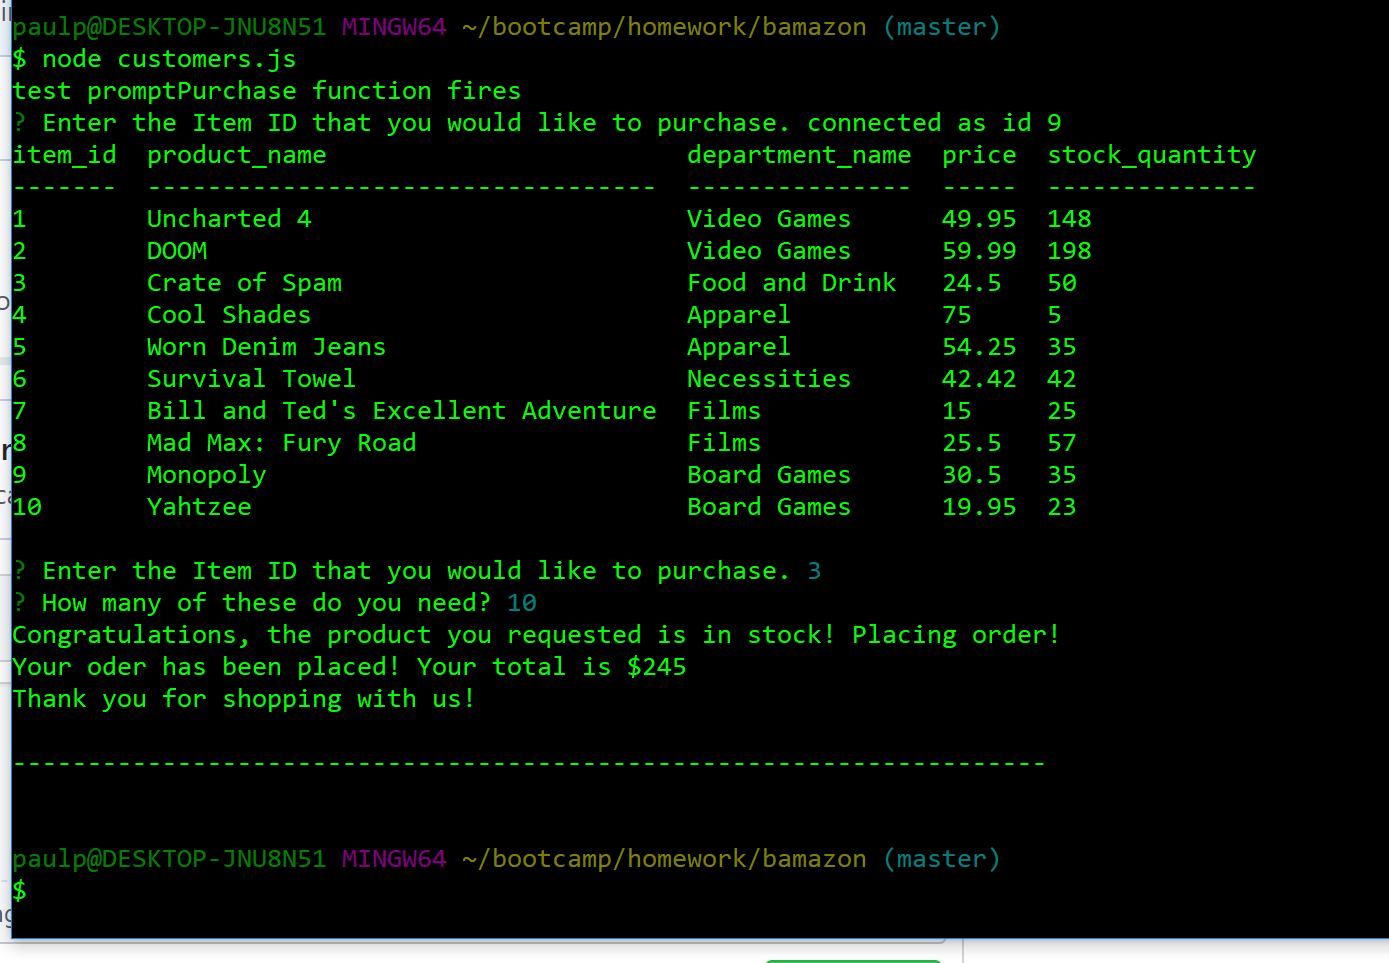 paulp@DESKTOP-JNU8N51 MINGW64 ~/bootcamp/homework/bamazon (master)
$ node customers.js
test promptPurchase function fires
? Enter the Item ID that you would like to purchase. connected as id 9
item_id  product_name                        department_name  price  stock_quantity
-------  ----------------------------------  ---------------  -----  --------------
1        Uncharted 4                         Video Games      49.95  148
2        DOOM                                Video Games      59.99  198
3        Crate of Spam                       Food and Drink   24.5   50
4        Cool Shades                         Apparel          75     5
5        Worn Denim Jeans                    Apparel          54.25  35
6        Survival Towel                      Necessities      42.42  42
7        Bill and Ted's Excellent Adventure  Films            15     25
8        Mad Max: Fury Road                  Films            25.5   57
9        Monopoly                            Board Games      30.5   35
10       Yahtzee                             Board Games      19.95  23
? Enter the Item ID that you would like to purchase. 3
? How many of these do you need? 10
Congratulations, the product you requested is in stock! Placing order!
Your oder has been placed! Your total is $245
Thank you for shopping with us!
---------------------------------------------------------------------
paulp@DESKTOP-JNU8N51 MINGW64 ~/bootcamp/homework/bamazon (master)
$